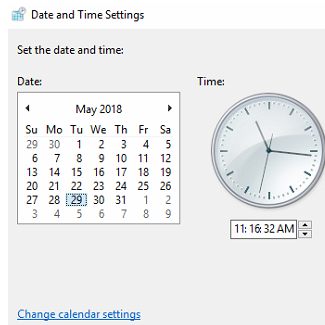 Date and Time Settings
Set the date and time:
Date:
Time:
May 2018
Su Mo Tu We Th Fr Sa
29 30 1 2 3 4 5
6 7 8 9 10 11 12
13 14 15 16 17 18 19
20 21 22 23 24 25 26
27 28 29 30 31 1 2
3 4 5 6 7 8 9
11:16:32 AM
Change calendar settings